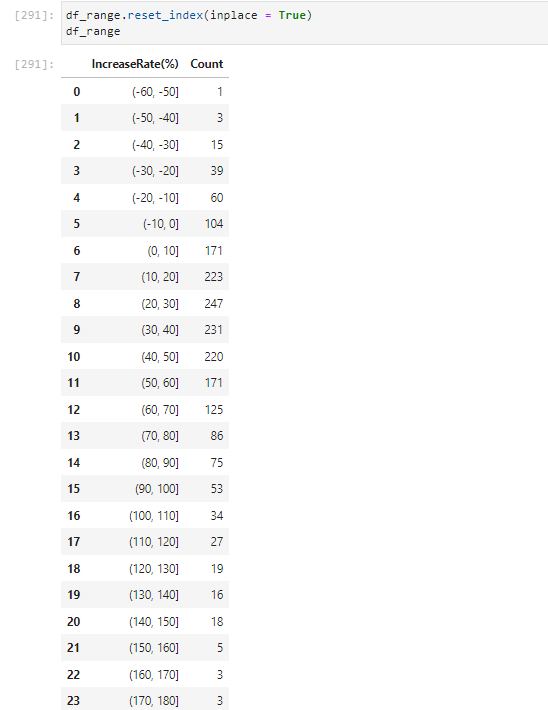 [291]: df_range.reset_index(inplace = True)
df_range
[291]: IncreaseRate(%) Count
0 (-60, -50] 1
1 (-50, -40] 3
2 (-40, -30] 15
3 (-30, -20] 39
4 (-20, -10] 60
5 (-10, 0] 104
6 (0, 10] 171
7 (10, 20] 223
8 (20, 30] 247
9 (30, 40] 231
10 (40, 50] 220
11 (50, 60] 171
12 (60, 70] 125
13 (70, 80] 86
14 (80, 90] 75
15 (90, 100] 53
16 (100, 110] 34
17 (110, 120] 27
18 (120, 130] 19
19 (130, 140] 16
20 (140, 150] 18
21 (150, 160] 5
22 (160, 170] 3
23 (170, 180] 3